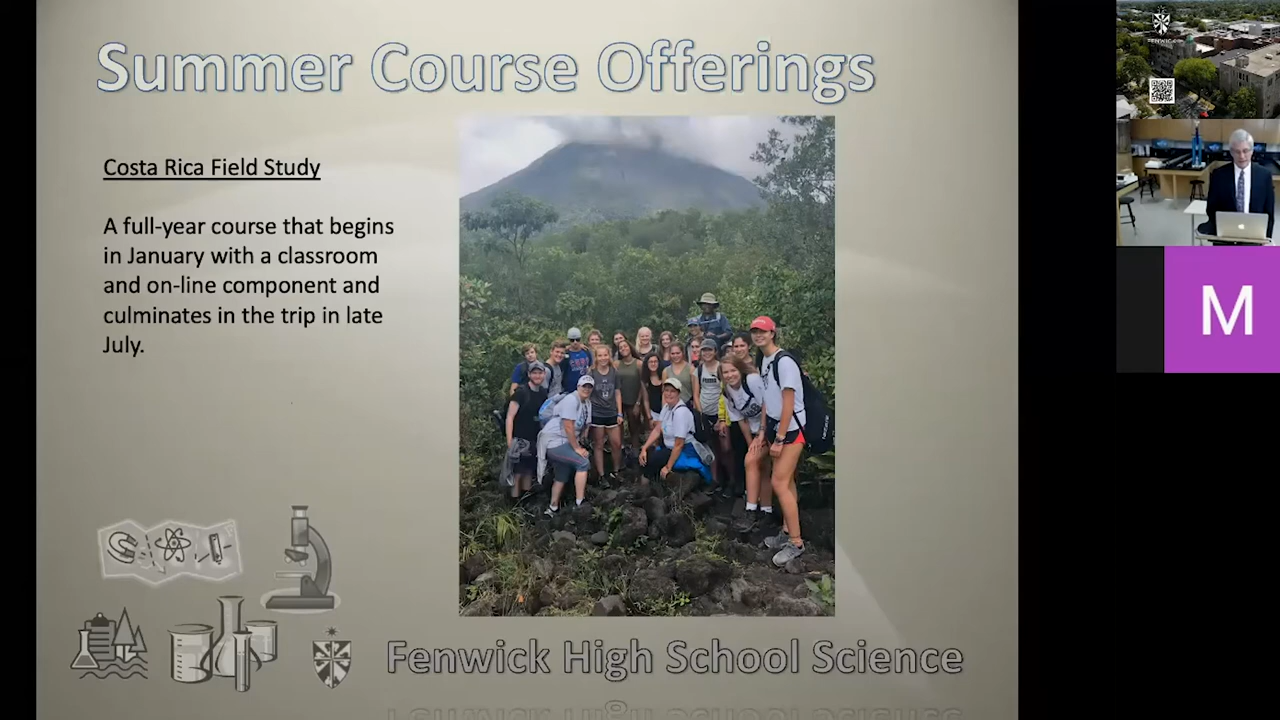 Summer Course Offerings
Costa Rica Field Study
A full-year course that begins
in January with a classroom
and on-line component and
culminates in the trip in late
July.
Fenwick High School Science
FENWICK
M